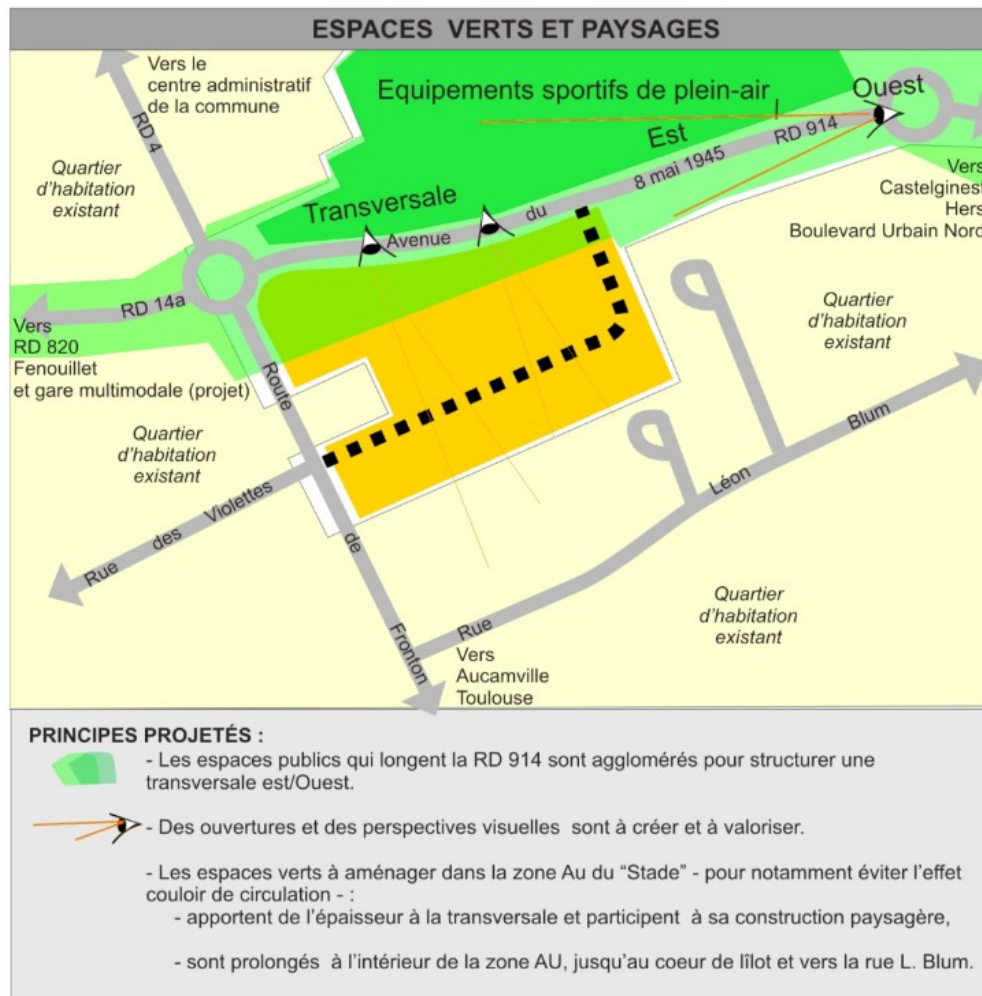 ESPACES VERTS ET PAYSAGES
Vers le
centre administratif
de la commune
RD 4
Equipements sportifs de plein-air
Ouest
Est
RD 914
8 mai 1945
du
Avenue
Transversale
Quartier
d'habitation
existant
Vers
Castelginest
Hers
Boulevard Urbain Nord
RD 14a
Vers
RD 820
Fenouillet
et gare multimodale (projet)
Quartier
d'habitation
existant
Quartier
d'habitation
existant
Route
de
Fronton
Rue des Violettes
Rue
Léon
Blum
Quartier
d'habitation
existant
Vers
Aucamville
Toulouse
PRINCIPES PROJETÉS :
- Les espaces publics qui longent la RD 914 sont agglomérés pour structurer une
transversale est/Ouest.
- Des ouvertures et des perspectives visuelles sont à créer et à valoriser.
- Les espaces verts à aménager dans la zone Au du “Stade” - pour notamment éviter l'effet
couloir de circulation - :
- apportent de l'épaisseur à la transversale et participent à sa construction paysagère,
- sont prolongés à l'intérieur de la zone AU, jusqu'au coeur de lîlot et vers la rue L. Blum.